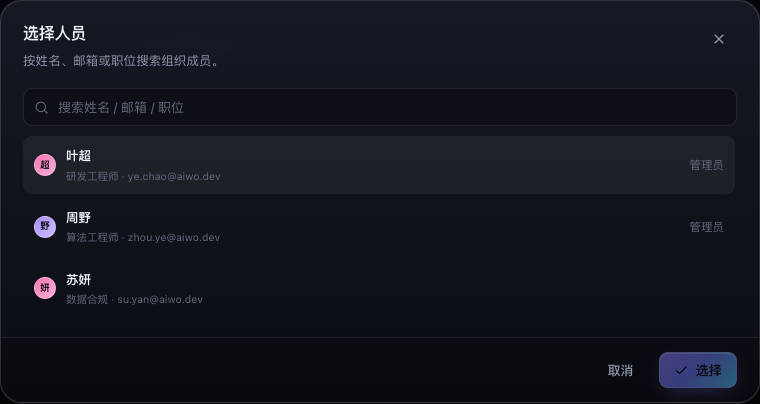 选择人员
按姓名、邮箱或职位搜索组织成员。
搜索姓名 / 邮箱 / 职位
超
叶超
研发工程师 · ye.chao@aiwo.dev
管理员
野
周野
算法工程师 · zhou.ye@aiwo.dev
管理员
妍
苏妍
数据合规 · su.yan@aiwo.dev
取消
选择